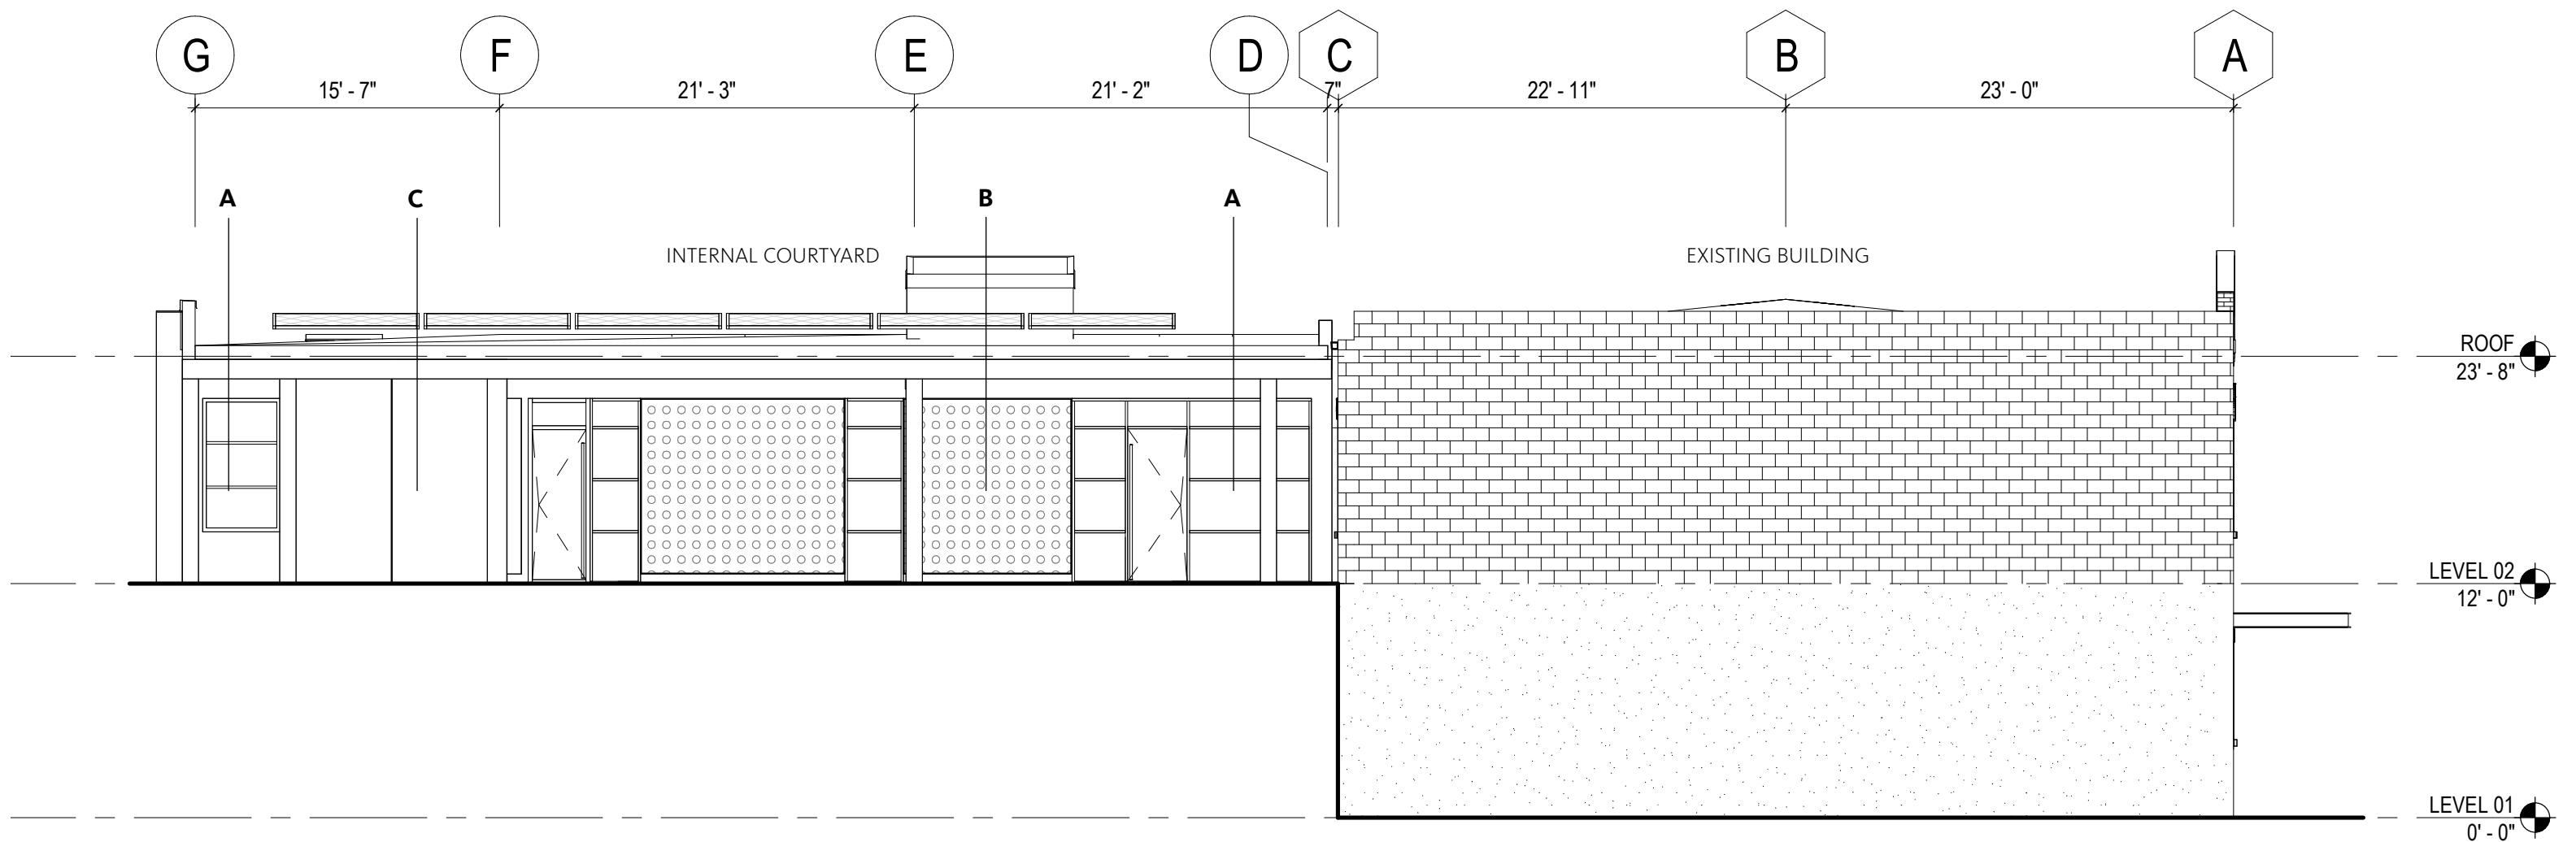 G F E D C B A
15' - 7" 21' - 3" 21' - 2" 7" 22' - 11" 23' - 0"
A C B A
INTERNAL COURTYARD EXISTING BUILDING
ROOF
23' - 8"
LEVEL 02
12' - 0"
LEVEL 01
0' - 0"